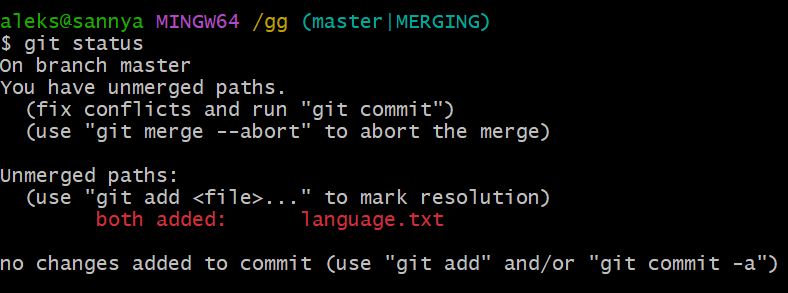 aleks@sannya MINGW64 /gg (master|MERGING)
$ git status
On branch master
You have unmerged paths.
  (fix conflicts and run "git commit")
  (use "git merge --abort" to abort the merge)

Unmerged paths:
  (use "git add <file>..." to mark resolution)
        both added:      language.txt

no changes added to commit (use "git add" and/or "git commit -a")